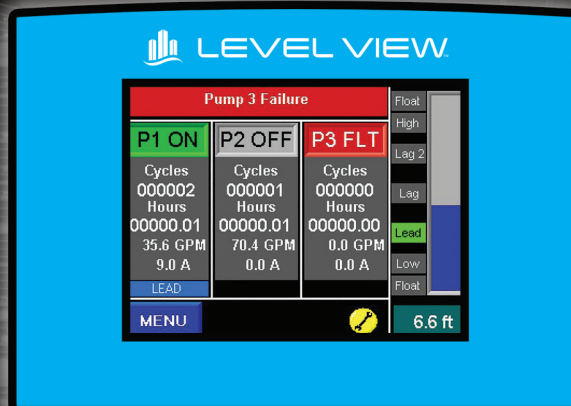 LEVEL VIEW
Pump 3 Failure
P1 ON
Cycles
000002
Hours
00000.01
35.6 GPM
9.0 A
LEAD
P2 OFF
Cycles
000001
Hours
00000.01
70.4 GPM
0.0 A
P3 FLT
Cycles
000000
Hours
00000.00
0.0 GPM
0.0 A
Float
High
Lag 2
Lag
Lead
Low
Float
MENU
6.6 ft